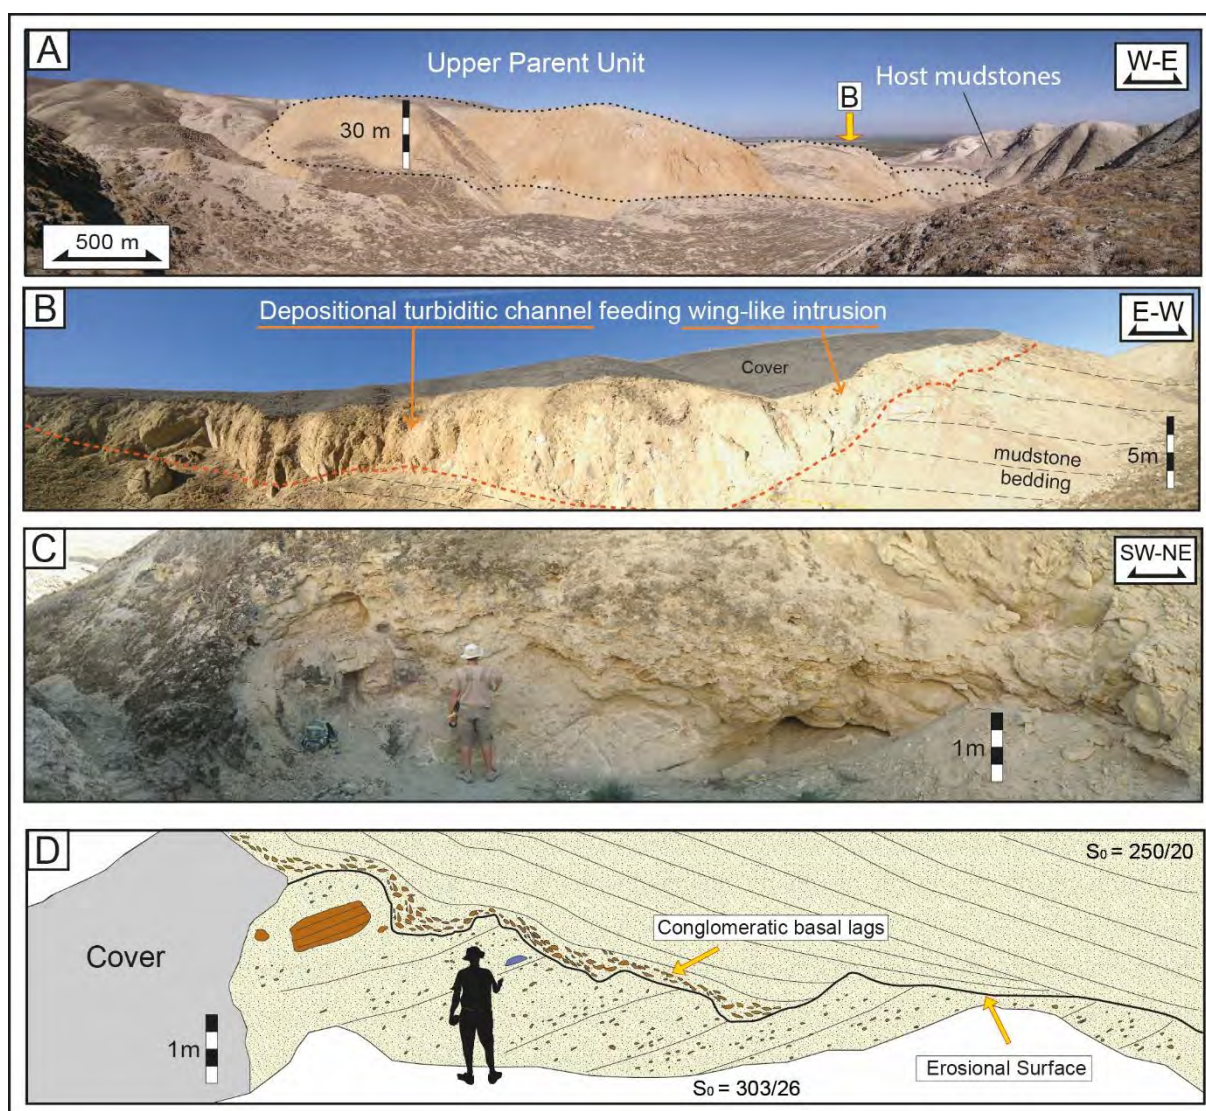 A
Upper Parent Unit
Host mudstones
W-E
B
30 m
500 m
B
Depositional turbiditic channel feeding wing-like intrusion
E-W
Cover
mudstone
bedding
5m
C
SW-NE
1m
D
S₀ = 250/20
Conglomeratic basal lags
Cover
1m
Erosional Surface
S₀ = 303/26